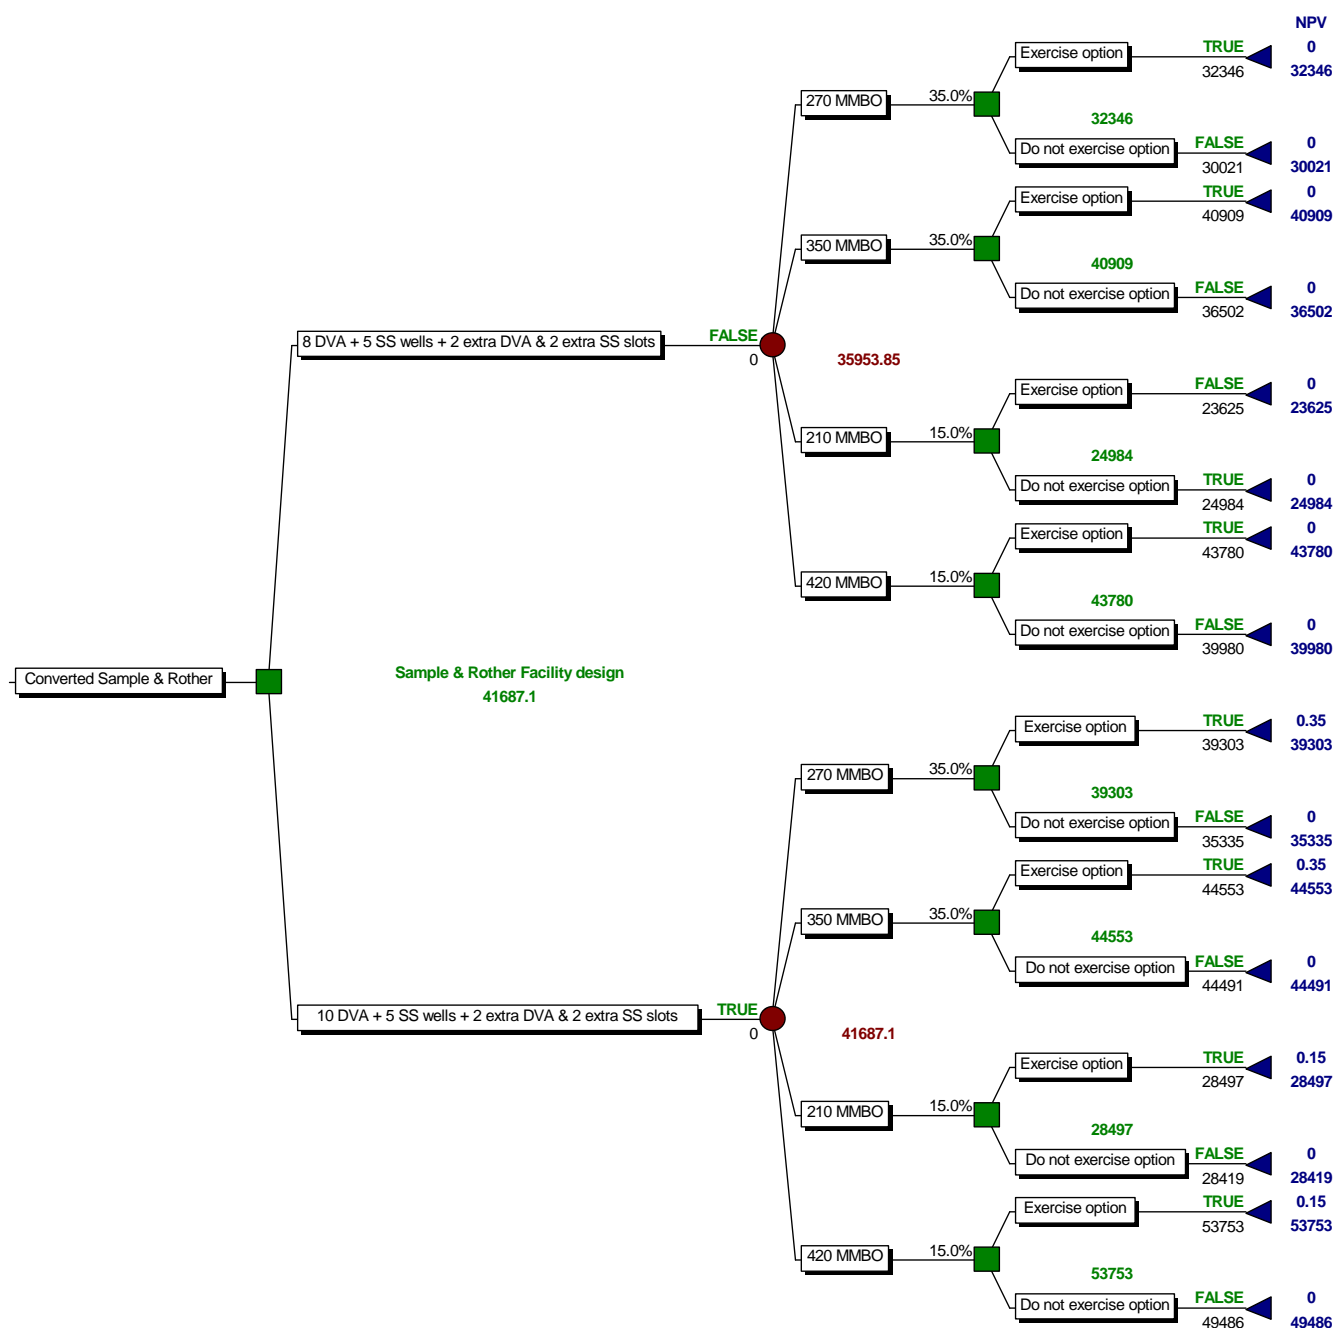 NPV
Exercise option TRUE 0
32346 32346
270 MMBO 35.0%
32346
Do not exercise option FALSE 0
30021 30021
Exercise option TRUE 0
40909 40909
350 MMBO 35.0%
40909
Do not exercise option FALSE 0
36502 36502
8 DVA + 5 SS wells + 2 extra DVA & 2 extra SS slots FALSE
0 35953.85
Exercise option FALSE 0
23625 23625
210 MMBO 15.0%
24984
Do not exercise option TRUE 0
24984 24984
Exercise option TRUE 0
43780 43780
420 MMBO 15.0%
43780
Do not exercise option FALSE 0
39980 39980
Converted Sample & Rother
Sample & Rother Facility design
41687.1
Exercise option TRUE 0.35
39303 39303
270 MMBO 35.0%
39303
Do not exercise option FALSE 0
35335 35335
Exercise option TRUE 0.35
44553 44553
350 MMBO 35.0%
44553
Do not exercise option FALSE 0
44491 44491
10 DVA + 5 SS wells + 2 extra DVA & 2 extra SS slots TRUE
0 41687.1
Exercise option TRUE 0.15
28497 28497
210 MMBO 15.0%
28497
Do not exercise option FALSE 0
28419 28419
Exercise option TRUE 0.15
53753 53753
420 MMBO 15.0%
53753
Do not exercise option FALSE 0
49486 49486